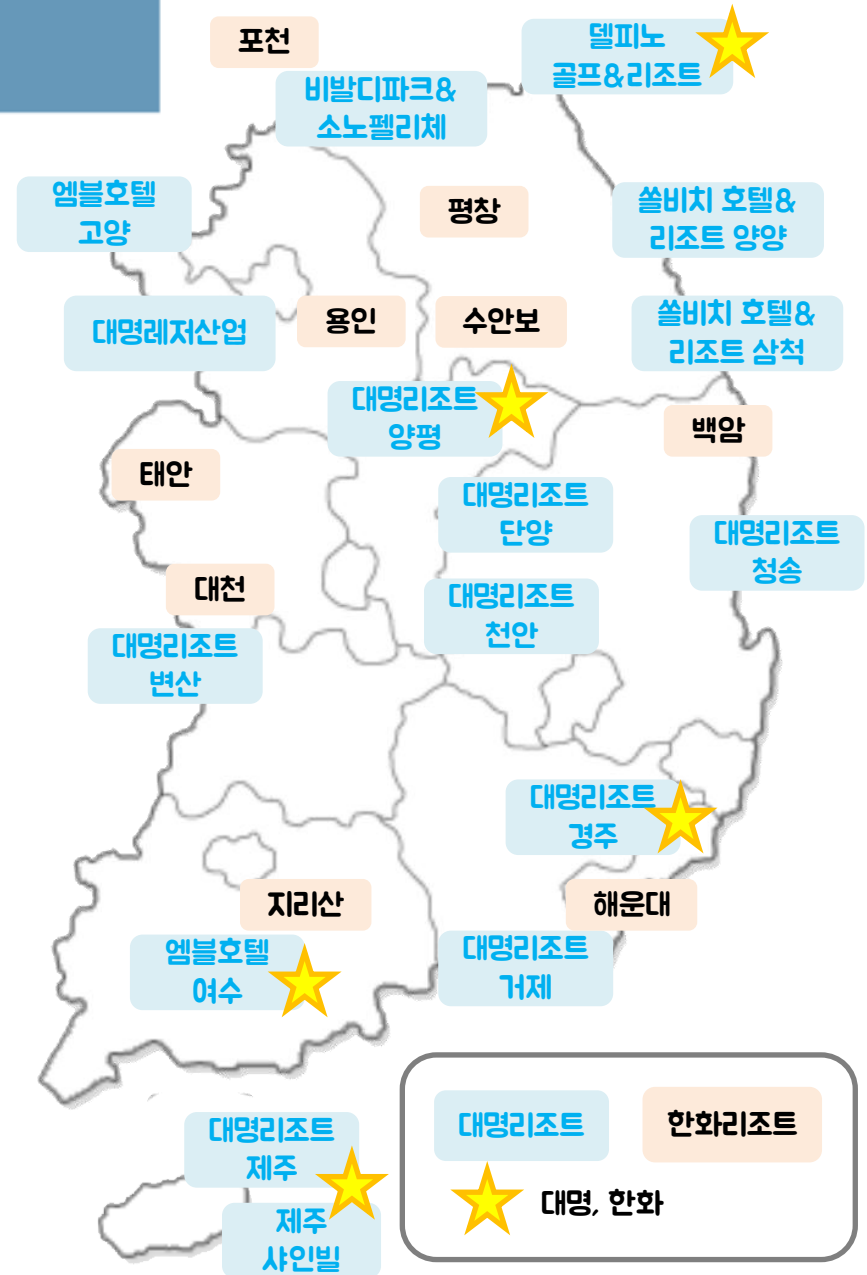 포천
델피노
골프&리조트
비발디파크&
소노펠리체
엠블호텔
고양
평창
쏠비치 호텔&
리조트 양양
대명레저산업
용인
수안보
쏠비치 호텔&
리조트 삼척
대명리조트
양평
백암
태안
대명리조트
단양
대명리조트
청송
대천
대명리조트
천안
대명리조트
변산
대명리조트
경주
지리산
해운대
엠블호텔
여수
대명리조트
거제
대명리조트
제주
제주
샤인빌
대명리조트
한화리조트
대명, 한화